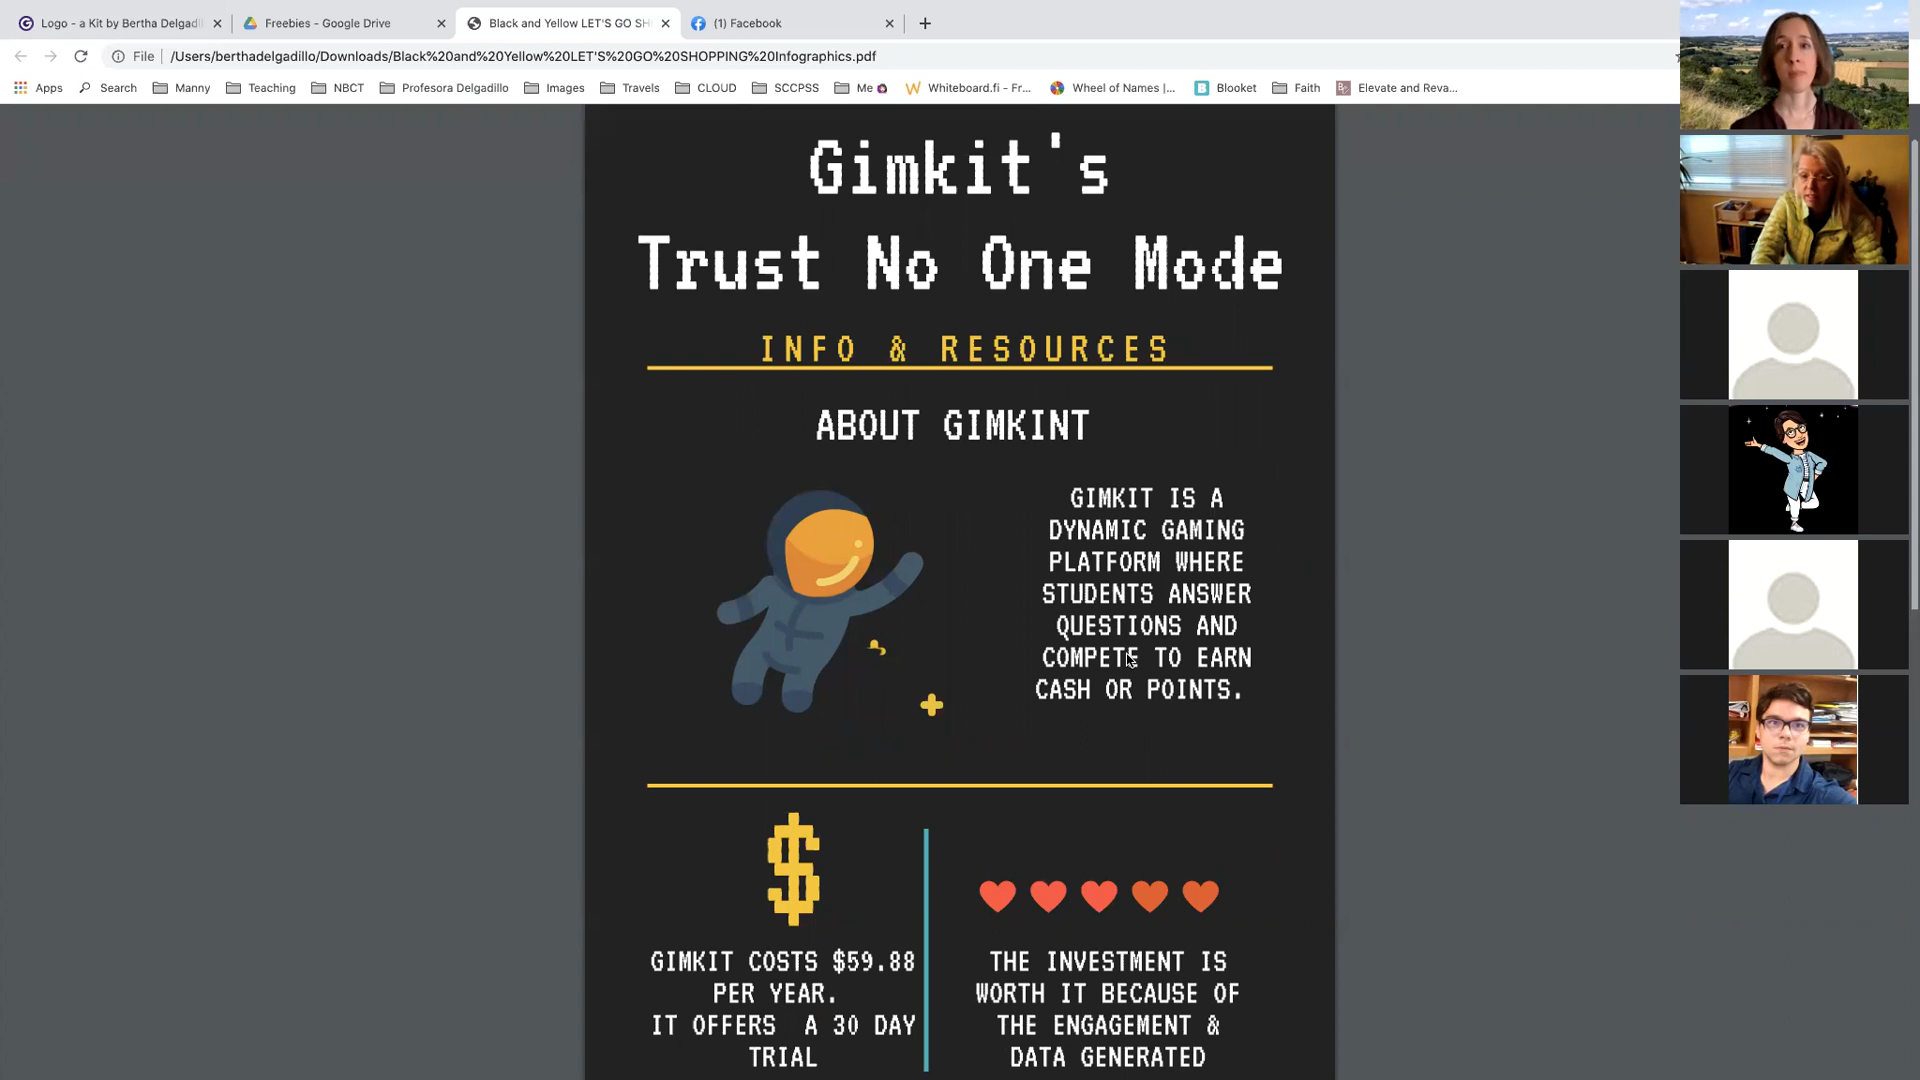 Logo - a Kit by Bertha Delgadil
Freebies - Google Drive
Black and Yellow LET'S GO SH
(1) Facebook
File
/Users/berthadelgadillo/Downloads/Black%20and%20Yellow%20LET'S%20GO%20SHOPPING%20Infographics.pdf
Apps
Search
Manny
Teaching
NBCT
Profesora Delgadillo
Images
Travels
CLOUD
SCCPSS
Me
Whiteboard.fi - Fr...
Wheel of Names |...
Blooket
Faith
Elevate and Reva...
Gimkit's
Trust No One Mode
INFO & RESOURCES
ABOUT GIMKINT
GIMKIT IS A
DYNAMIC GAMING
PLATFORM WHERE
STUDENTS ANSWER
QUESTIONS AND
COMPETE TO EARN
CASH OR POINTS.
$
GIMKIT COSTS $59.88
PER YEAR.
IT OFFERS A 30 DAY
TRIAL
THE INVESTMENT IS
WORTH IT BECAUSE OF
THE ENGAGEMENT &
DATA GENERATED